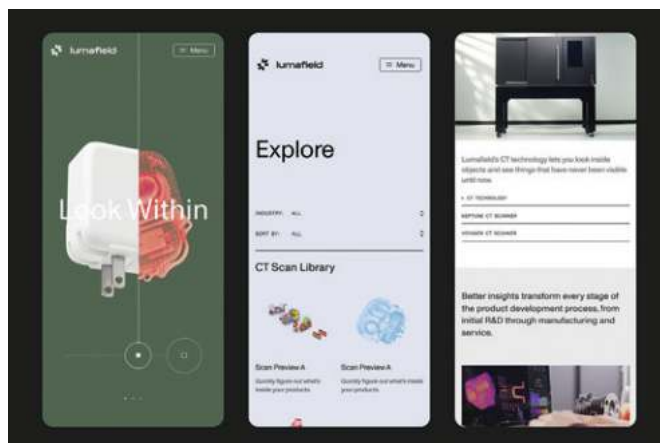 lumafield
Menu
Look Within
lumafield
Menu
Explore
INDUSTRY: ALL
SORT BY: ALL
CT Scan Library
Scan Preview A
Quickly figure out what's
inside your products.
Scan Preview A
Quickly figure out what's inside
your products.
Lumafield's CT technology lets you look inside
objects and see things that have never been visible
until now.
CT TECHNOLOGY
NEPTUNE CT SCANNER
VOYAGER CT SCANNER
Better insights transform every stage of
the product development process, from
initial R&D through manufacturing and
service.